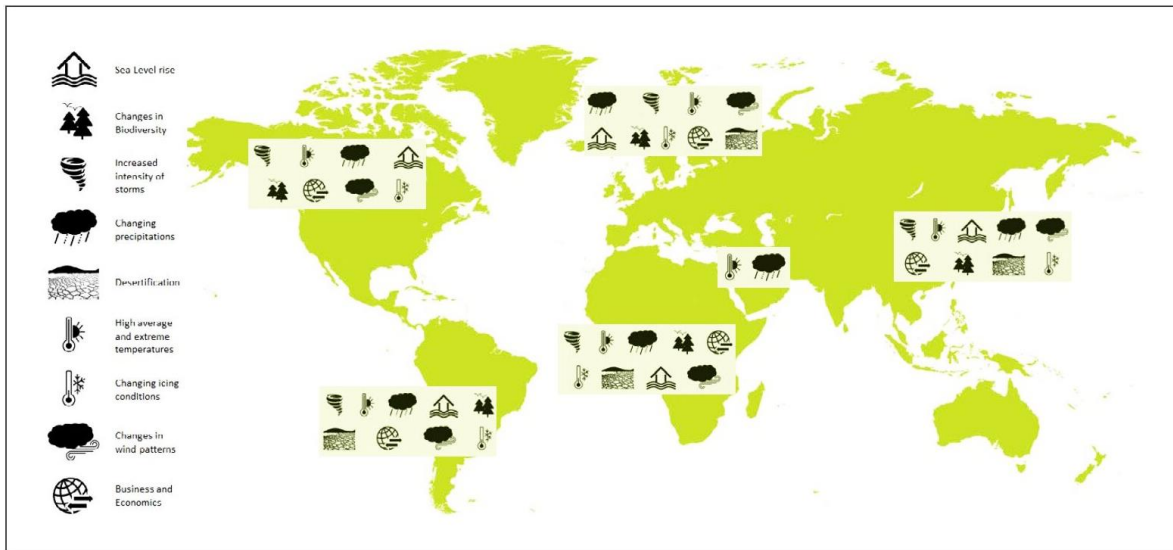 Sea Level rise
Changes in
Biodiversity
Increased
intensity of
storms
Changing
precipitations
Desertification
High average
and extreme
temperatures
Changing icing
conditions
Changes in
wind patterns
Business and
Economics